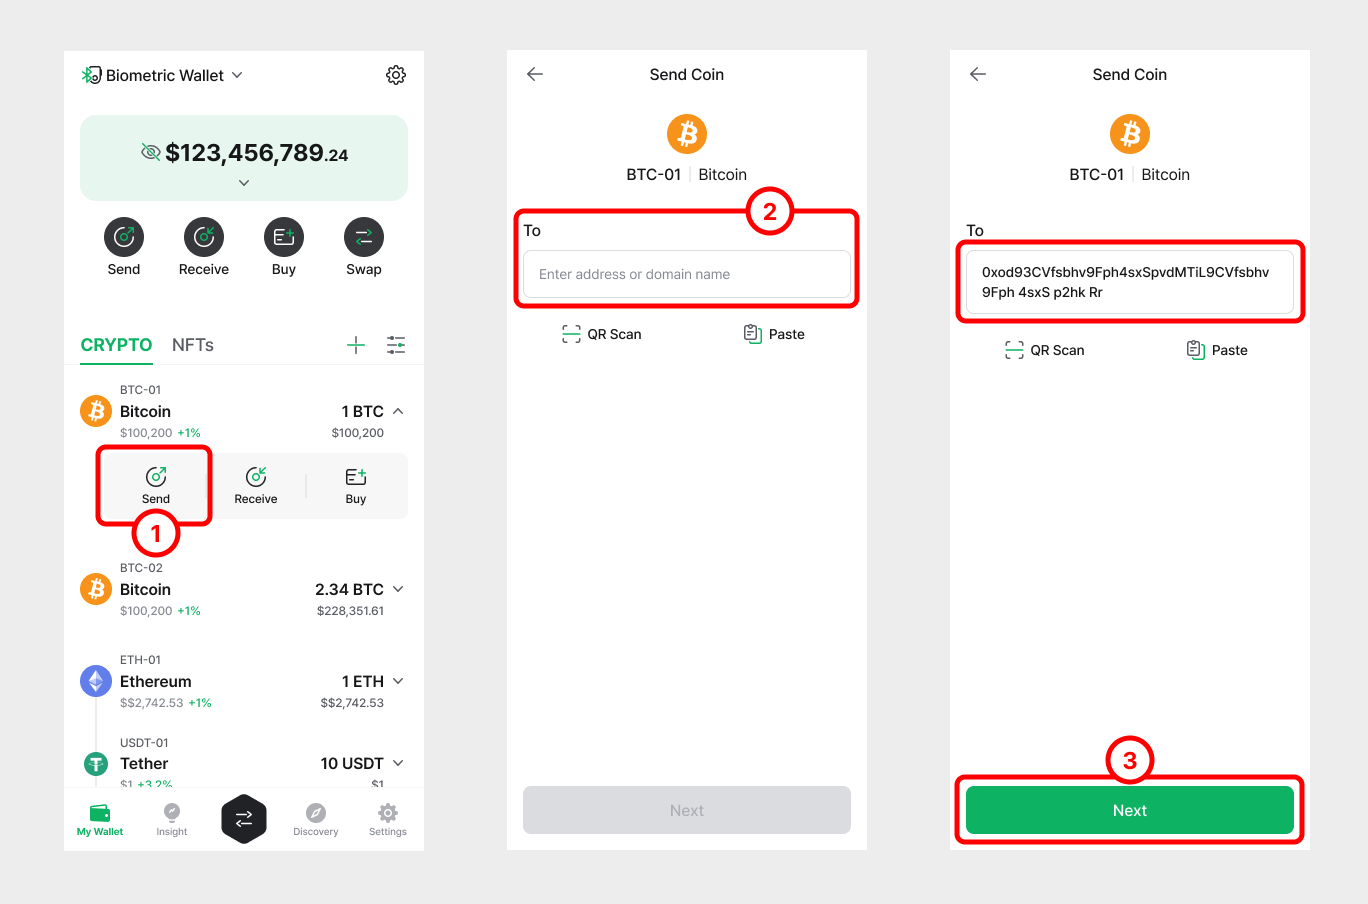 Biometric Wallet
$123,456,789.24
Send Receive Buy Swap
CRYPTO NFTs
BTC-01
Bitcoin 1 BTC
$100,200 +1% $100,200
Send Receive Buy
1
BTC-02
Bitcoin 2.34 BTC
$100,200 +1% $228,351.61
ETH-01
Ethereum 1 ETH
$$2,742.53 +1% $$2,742.53
USDT-01
Tether 10 USDT
$1 +3.2% $1
My Wallet Insight Discovery Settings
Send Coin
BTC-01 Bitcoin
2
To
Enter address or domain name
QR Scan Paste
Next
Send Coin
BTC-01 Bitcoin
To
0xod93CVfsbhv9Fph4sxSpvdMTiL9CVfsbhv
9Fph 4sxS p2hk Rr
QR Scan Paste
3
Next